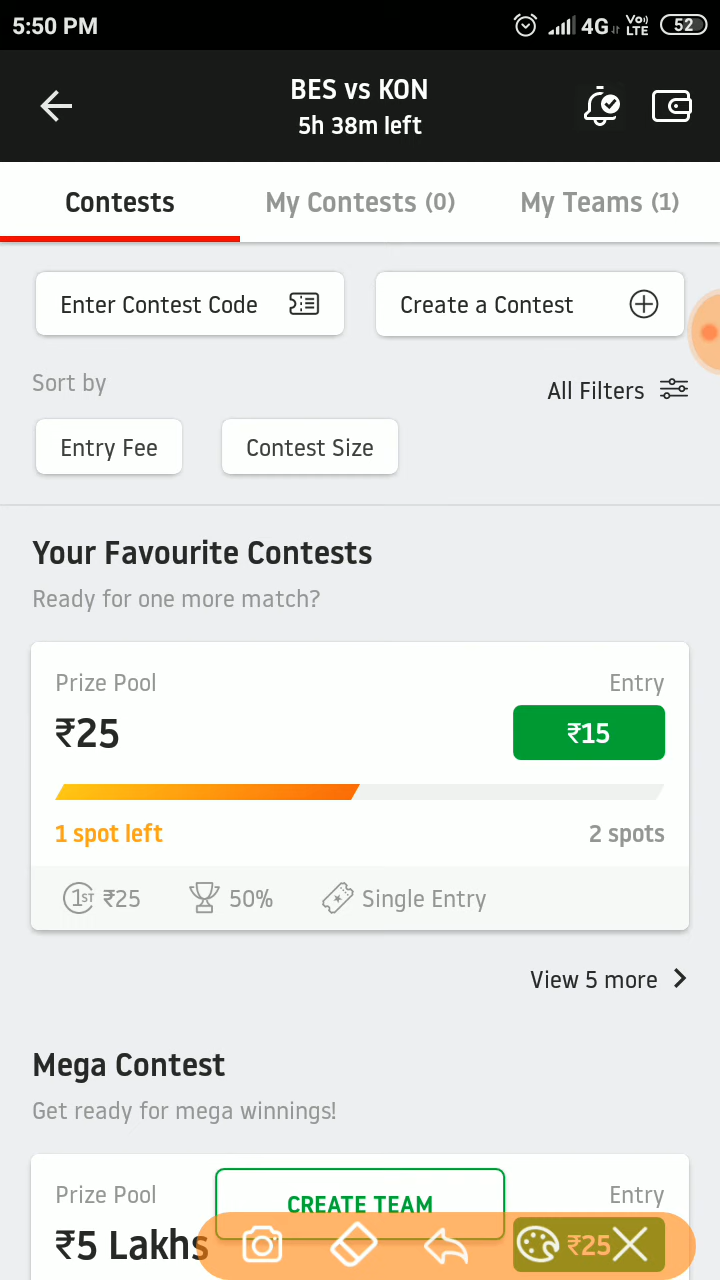 5:50 PM 4G Vo) LTE 52
BES vs KON
5h 38m left
Contests My Contests (0) My Teams (1)
Enter Contest Code Create a Contest
Sort by
All Filters
Entry Fee Contest Size
Your Favourite Contests
Ready for one more match?
Prize Pool Entry
₹25 ₹15
1 spot left 2 spots
1ST ₹25 50% Single Entry
View 5 more
Mega Contest
Get ready for mega winnings!
Prize Pool Entry
CREATE TEAM
₹5 Lakhs ₹25